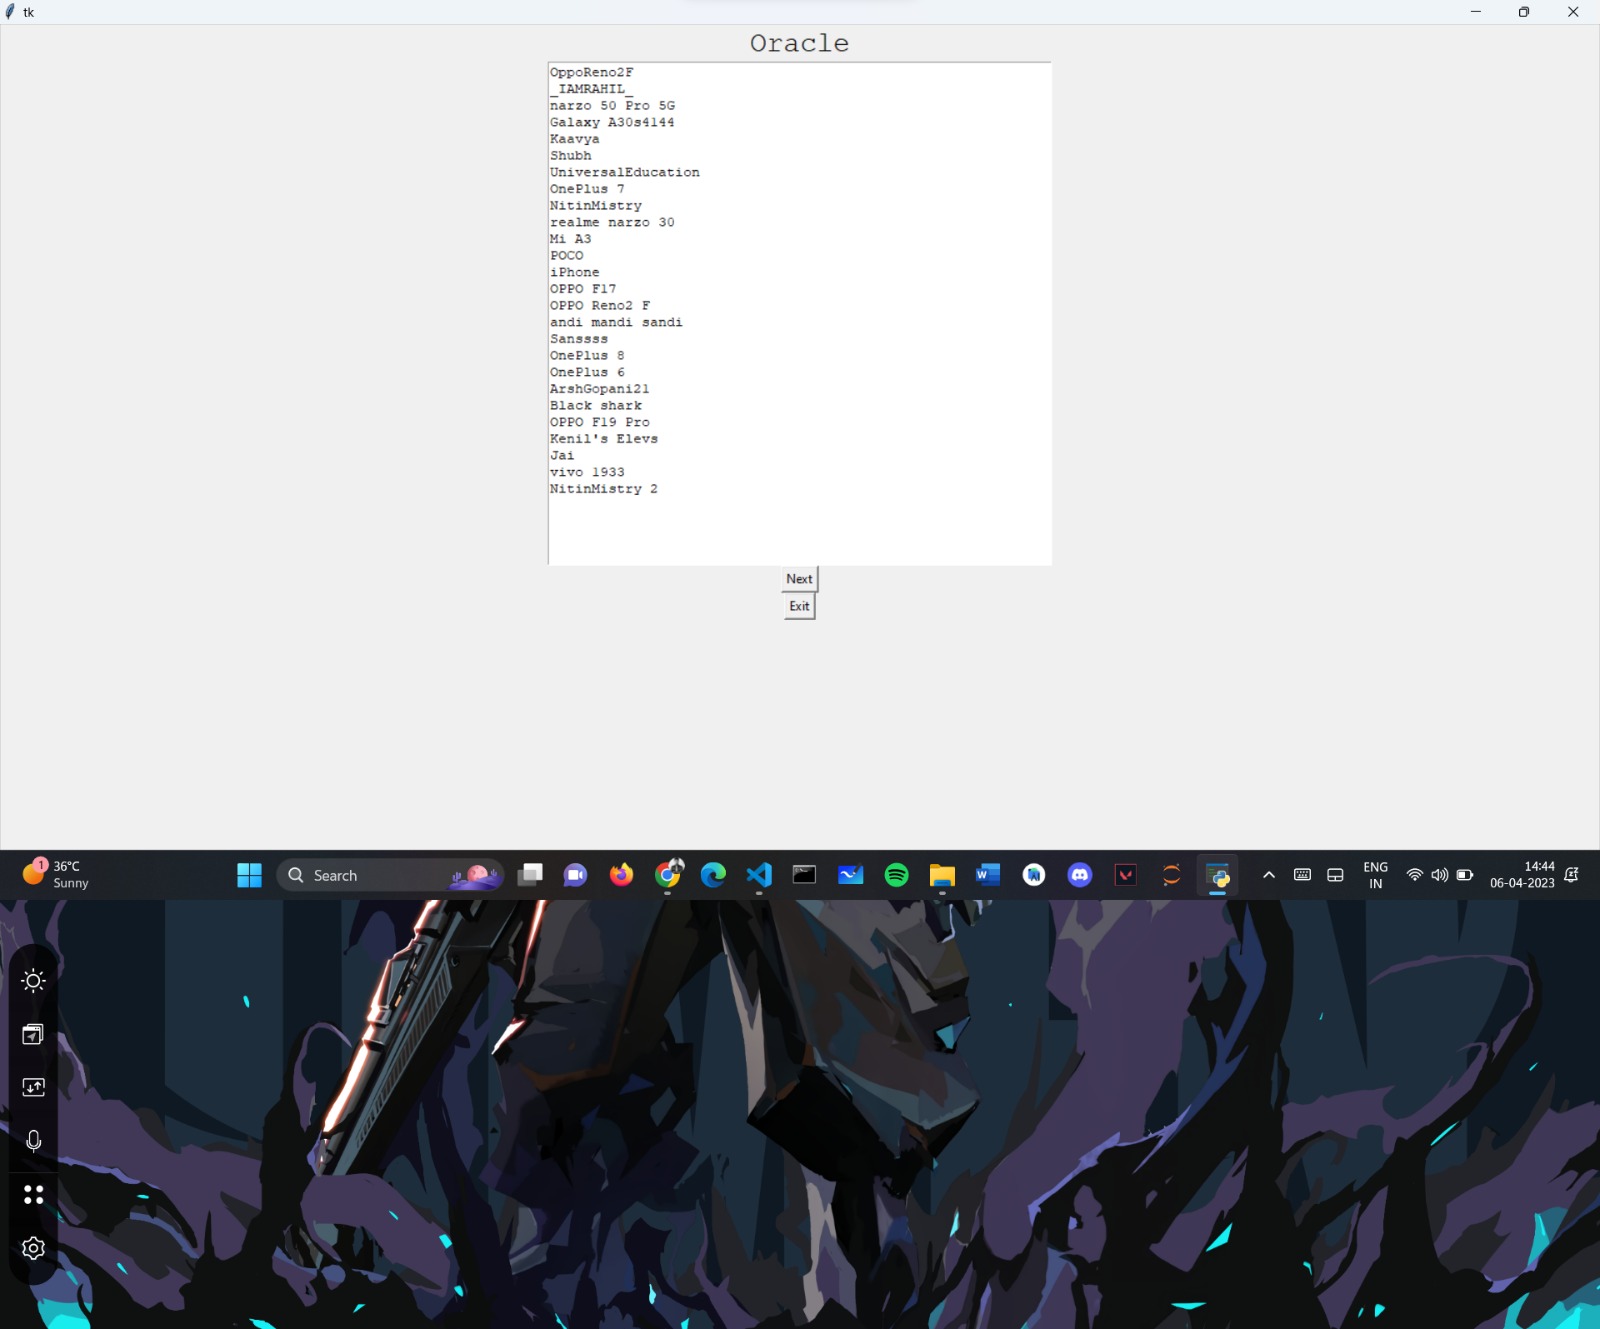 tk
Oracle
OppoReno2F
_IAMRAHIL_
narzo 50 Pro 5G
Galaxy A30s4144
Kaavya
Shubh
UniversalEducation
OnePlus 7
NitinMistry
realme narzo 30
Mi A3
POCO
iPhone
OPPO F17
OPPO Reno2 F
andi mandi sandi
Sanssss
OnePlus 8
OnePlus 6
ArshGopani21
Black shark
OPPO F19 Pro
Kenil's Elevs
Jai
vivo 1933
NitinMistry 2
Next
Exit
1
36°C
Sunny
Search
ENG
IN
14:44
06-04-2023